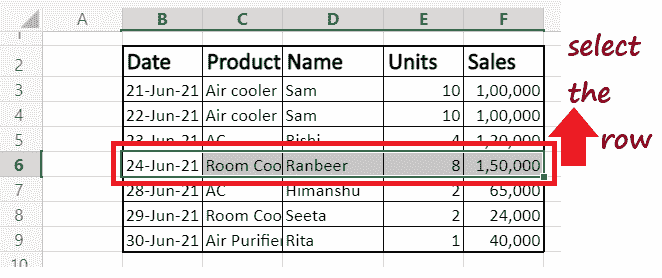 A B C D E F
1
2 Date Product Name Units Sales
3 21-Jun-21 Air cooler Sam 10 1,00,000
4 22-Jun-21 Air cooler Sam 10 1,00,000
5 23-Jun-21 AC Rishi 4 1,20,000
6 24-Jun-21 Room Coo Ranbeer 8 1,50,000
7 28-Jun-21 AC Himanshu 2 65,000
8 29-Jun-21 Room Coo Seeta 2 24,000
9 30-Jun-21 Air Purifier Rita 1 40,000
10
select
the
row